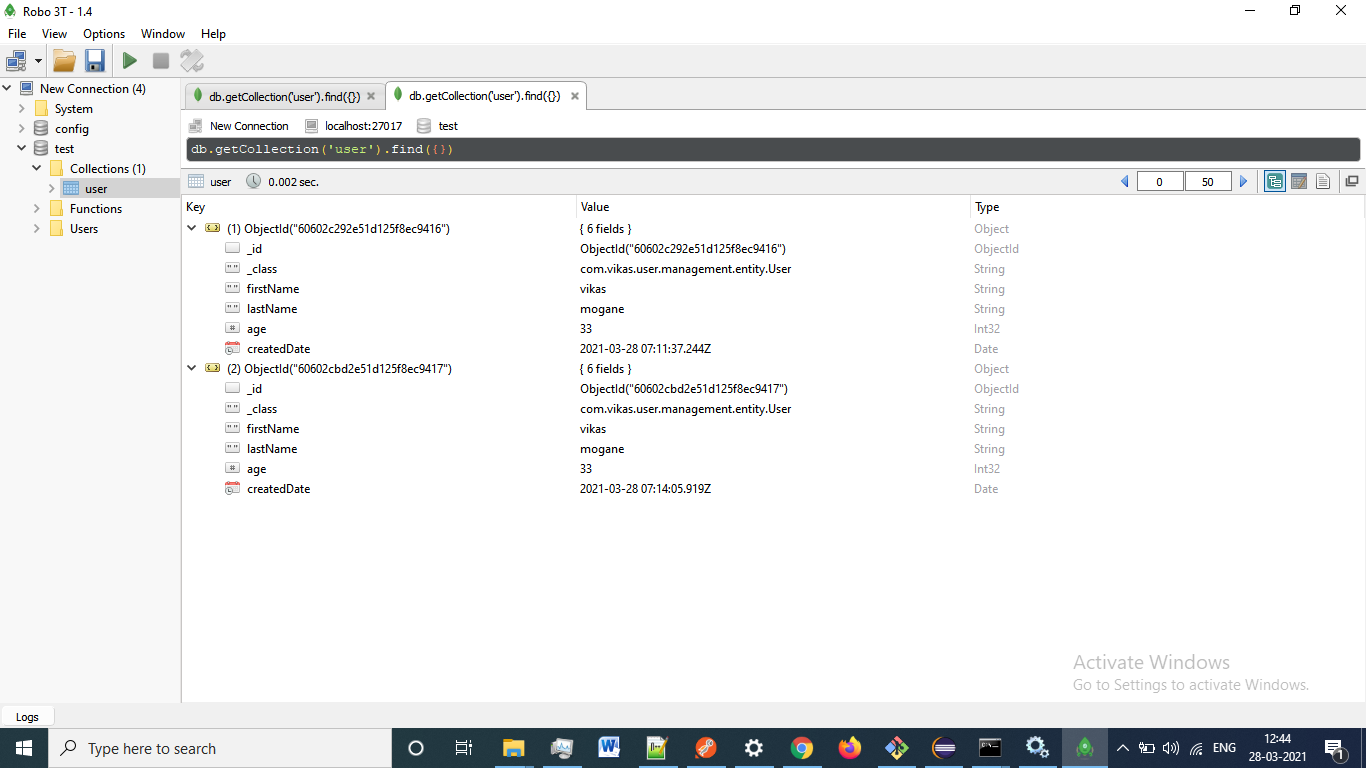 Robo 3T - 1.4
File View Options Window Help
New Connection (4)
System
config
test
Collections (1)
user
Functions
Users
db.getCollection('user').find({})
db.getCollection('user').find({})
New Connection localhost:27017 test
db.getCollection('user').find({})
user 0.002 sec. 0 50
Key Value Type
(1) ObjectId("60602c292e51d125f8ec9416") { 6 fields } Object
_id ObjectId("60602c292e51d125f8ec9416") ObjectId
_class com.vikas.user.management.entity.User String
firstName vikas String
lastName mogane String
age 33 Int32
createdDate 2021-03-28 07:11:37.244Z Date
(2) ObjectId("60602cbd2e51d125f8ec9417") { 6 fields } Object
_id ObjectId("60602cbd2e51d125f8ec9417") ObjectId
_class com.vikas.user.management.entity.User String
firstName vikas String
lastName mogane String
age 33 Int32
createdDate 2021-03-28 07:14:05.919Z Date
Activate Windows
Go to Settings to activate Windows.
Logs
Type here to search
ENG
12:44
28-03-2021
1